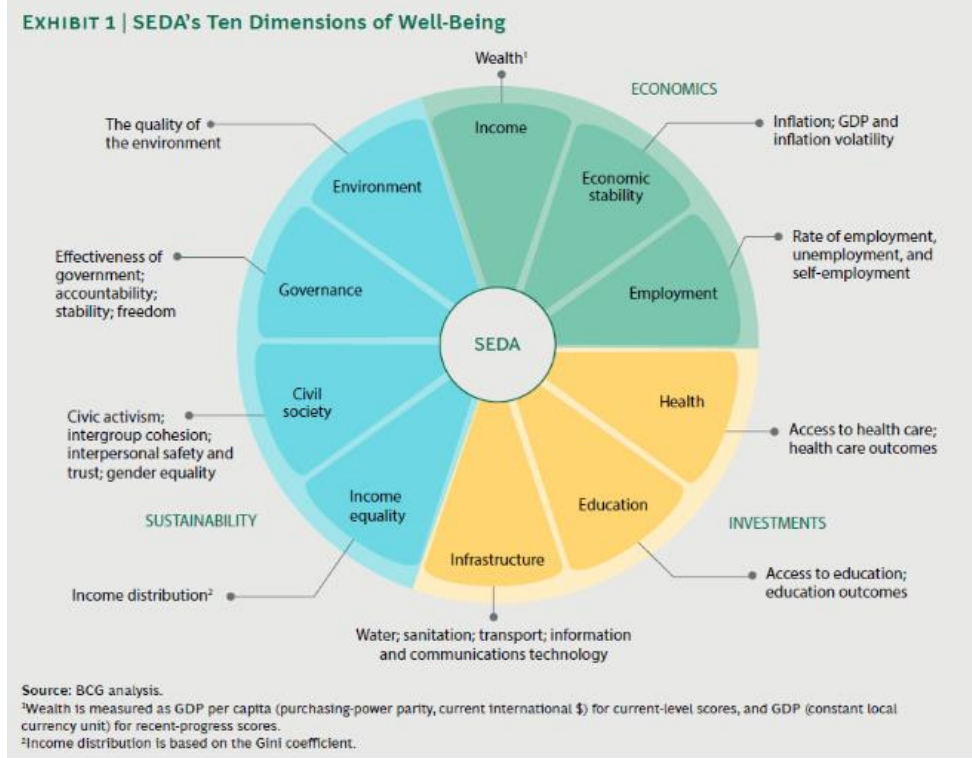 EXHIBIT 1 | SEDA's Ten Dimensions of Well-Being
Wealth¹
ECONOMICS
Income
The quality of
the environment
Inflation; GDP and
inflation volatility
Environment
Economic
stability
Effectiveness of
government;
accountability;
stability; freedom
Governance
Rate of employment,
unemployment, and
self-employment
Employment
SEDA
Civil
society
Health
Civic activism;
intergroup cohesion;
interpersonal safety and
trust; gender equality
Access to health care;
health care outcomes
Income
equality
Education
SUSTAINABILITY
INVESTMENTS
Infrastructure
Income distribution²
Access to education;
education outcomes
Water; sanitation; transport; information
and communications technology
Source: BCG analysis.
¹Wealth is measured as GDP per capita (purchasing-power parity, current international $) for current-level scores, and GDP (constant local
currency unit) for recent-progress scores.
²Income distribution is based on the Gini coefficient.